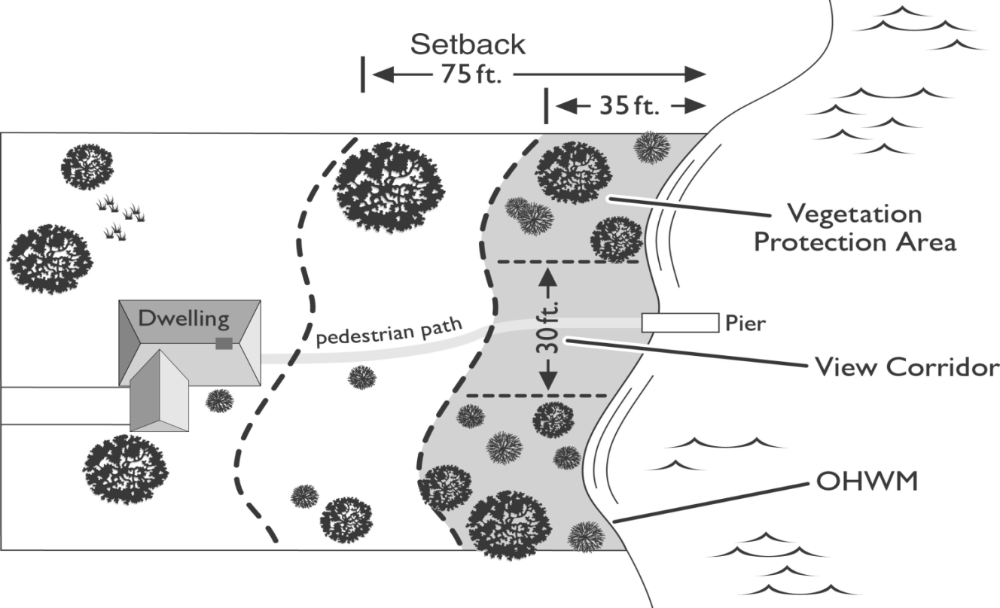 Setback
75 ft.
35 ft.
Vegetation
Protection Area
Dwelling
pedestrian path
30 ft.
Pier
View Corridor
OHWM